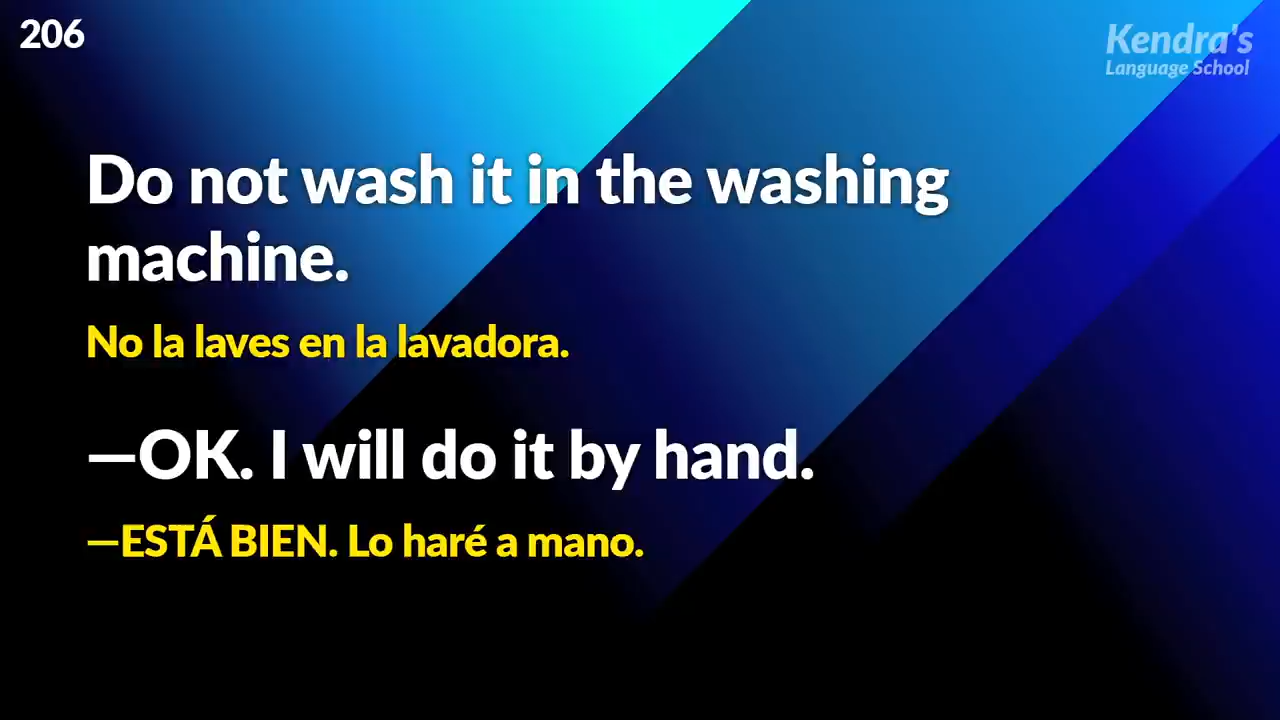 206
Kendra's
Language School
Do not wash it in the washing
machine.
No la laves en la lavadora.
—OK. I will do it by hand.
—ESTÁ BIEN. Lo haré a mano.